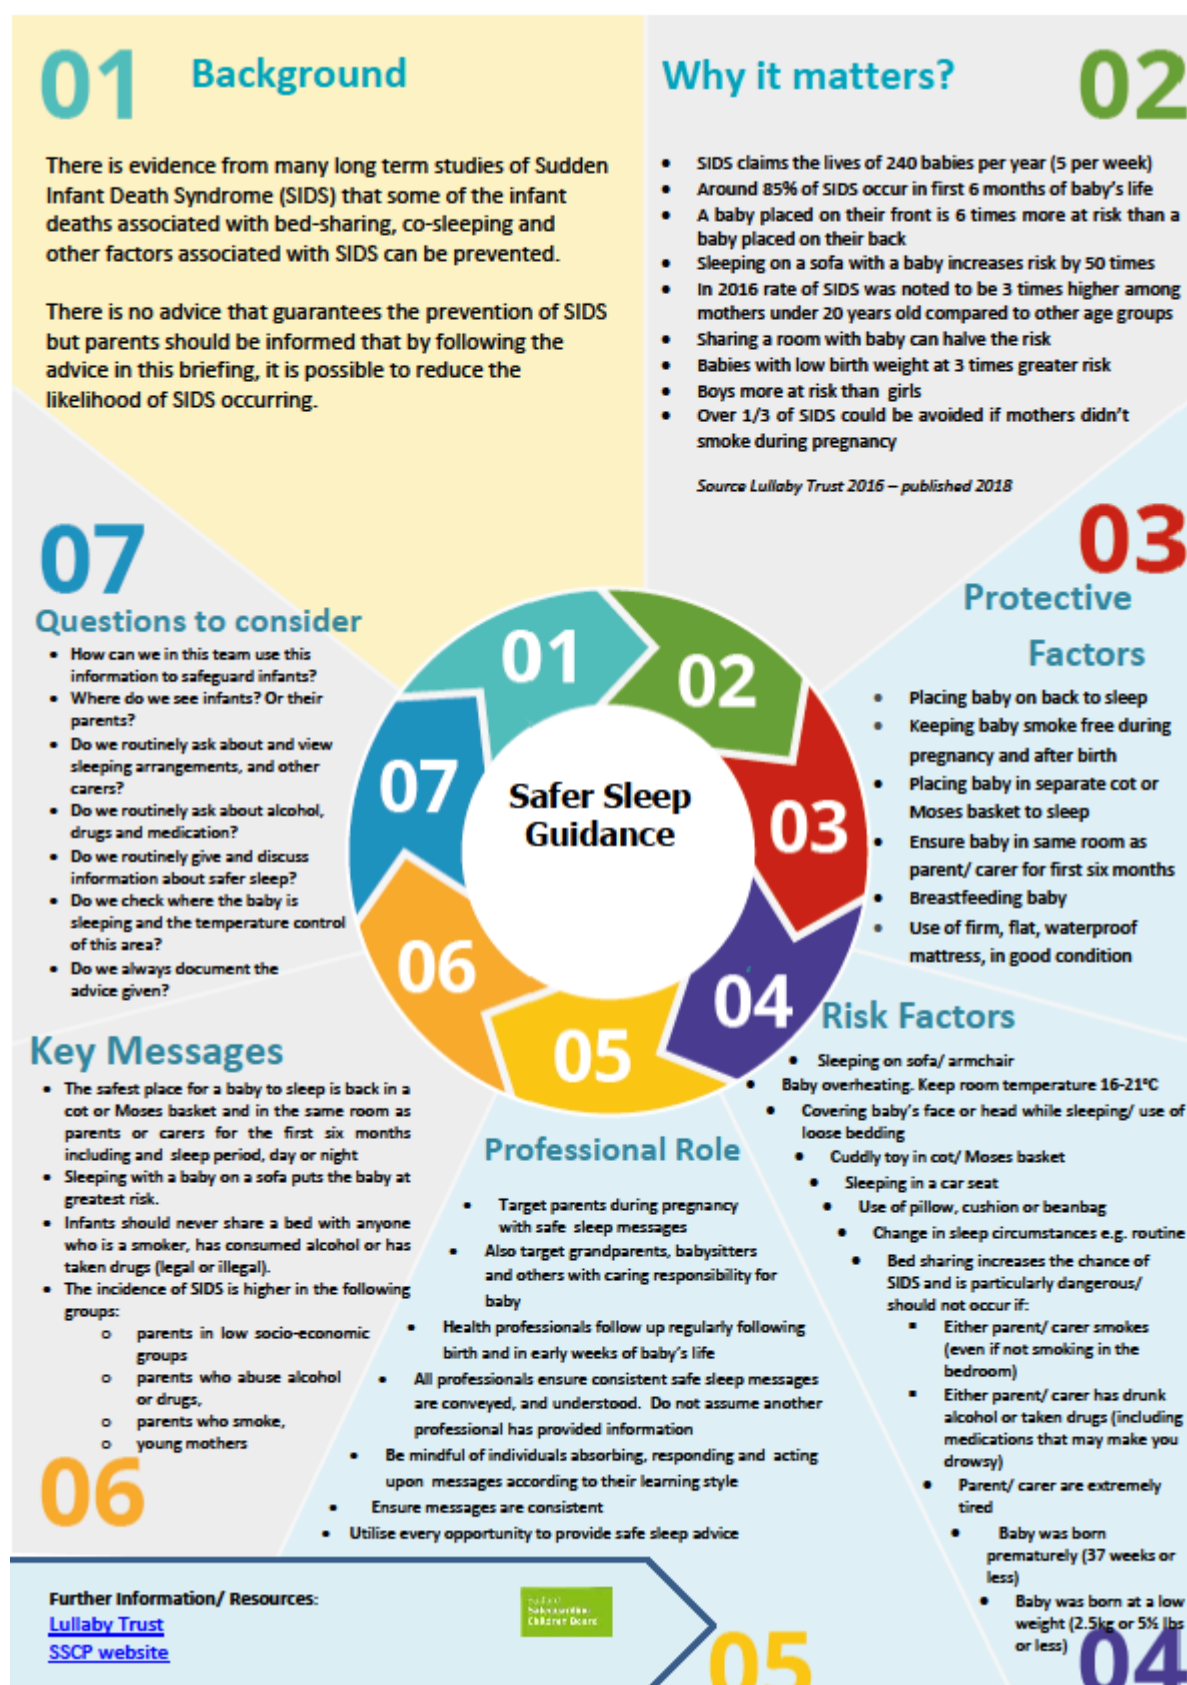 01
Background
There is evidence from many long term studies of Sudden
Infant Death Syndrome (SIDS) that some of the infant
deaths associated with bed-sharing, co-sleeping and
other factors associated with SIDS can be prevented.
There is no advice that guarantees the prevention of SIDS
but parents should be informed that by following the
advice in this briefing, it is possible to reduce the
likelihood of SIDS occurring.
Why it matters?
02
• SIDS claims the lives of 240 babies per year (5 per week)
• Around 85% of SIDS occur in first 6 months of baby's life
• A baby placed on their front is 6 times more at risk than a
baby placed on their back
• Sleeping on a sofa with a baby increases risk by 50 times
• In 2016 rate of SIDS was noted to be 3 times higher among
mothers under 20 years old compared to other age groups
• Sharing a room with baby can halve the risk
• Babies with low birth weight at 3 times greater risk
• Boys more at risk than girls
• Over 1/3 of SIDS could be avoided if mothers didn't
smoke during pregnancy
Source Lullaby Trust 2016 – published 2018
03
Protective
Factors
• Placing baby on back to sleep
• Keeping baby smoke free during
pregnancy and after birth
• Placing baby in separate cot or
Moses basket to sleep
• Ensure baby in same room as
parent/ carer for first six months
• Breastfeeding baby
• Use of firm, flat, waterproof
mattress, in good condition
Safer Sleep
Guidance
01
02
03
04
05
06
07
Risk Factors
• Sleeping on sofa/ armchair
• Baby overheating. Keep room temperature 16-21ºC
• Covering baby's face or head while sleeping/ use of
loose bedding
• Cuddly toy in cot/ Moses basket
• Sleeping in a car seat
• Use of pillow, cushion or beanbag
• Change in sleep circumstances e.g. routine
• Bed sharing increases the chance of
SIDS and is particularly dangerous/
should not occur if:
▪ Either parent/ carer smokes
(even if not smoking in the
bedroom)
▪ Either parent/ carer has drunk
alcohol or taken drugs (including
medications that may make you
drowsy)
• Parent/ carer are extremely
tired
• Baby was born
prematurely (37 weeks or
less)
• Baby was born at a low
weight (2.5kg or 5½ lbs
or less)
04
Professional Role
• Target parents during pregnancy
with safe sleep messages
• Also target grandparents, babysitters
and others with caring responsibility for
baby
• Health professionals follow up regularly following
birth and in early weeks of baby's life
• All professionals ensure consistent safe sleep messages
are conveyed, and understood. Do not assume another
professional has provided information
• Be mindful of individuals absorbing, responding and acting
upon messages according to their learning style
• Ensure messages are consistent
• Utilise every opportunity to provide safe sleep advice
05
Key Messages
• The safest place for a baby to sleep is back in a
cot or Moses basket and in the same room as
parents or carers for the first six months
including and sleep period, day or night
• Sleeping with a baby on a sofa puts the baby at
greatest risk.
• Infants should never share a bed with anyone
who is a smoker, has consumed alcohol or has
taken drugs (legal or illegal).
• The incidence of SIDS is higher in the following
groups:
o parents in low socio-economic
groups
o parents who abuse alcohol
or drugs,
o parents who smoke,
o young mothers
06
07
Questions to consider
• How can we in this team use this
information to safeguard infants?
• Where do we see infants? Or their
parents?
• Do we routinely ask about and view
sleeping arrangements, and other
carers?
• Do we routinely ask about alcohol,
drugs and medication?
• Do we routinely give and discuss
information about safer sleep?
• Do we check where the baby is
sleeping and the temperature control
of this area?
• Do we always document the
advice given?
Further Information/ Resources:
Lullaby Trust
SSCP website
Safeguarding
Children Board